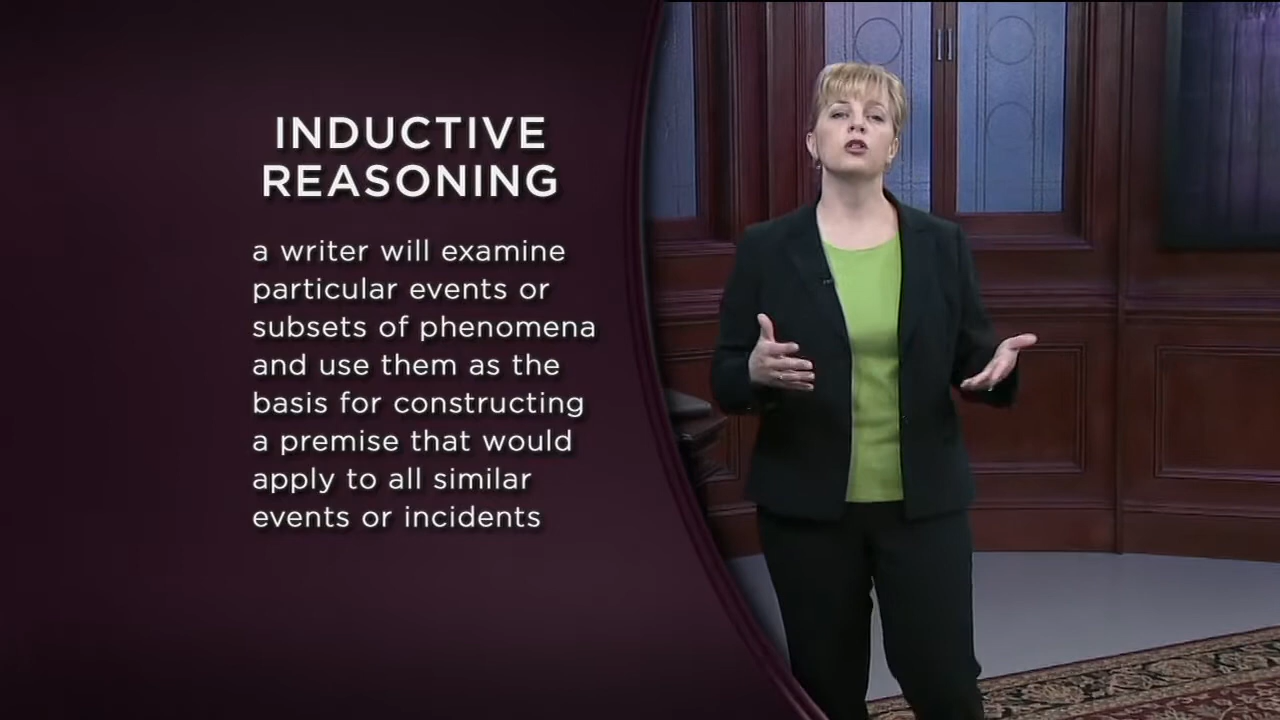 INDUCTIVE
REASONING
a writer will examine
particular events or
subsets of phenomena
and use them as the
basis for constructing
a premise that would
apply to all similar
events or incidents